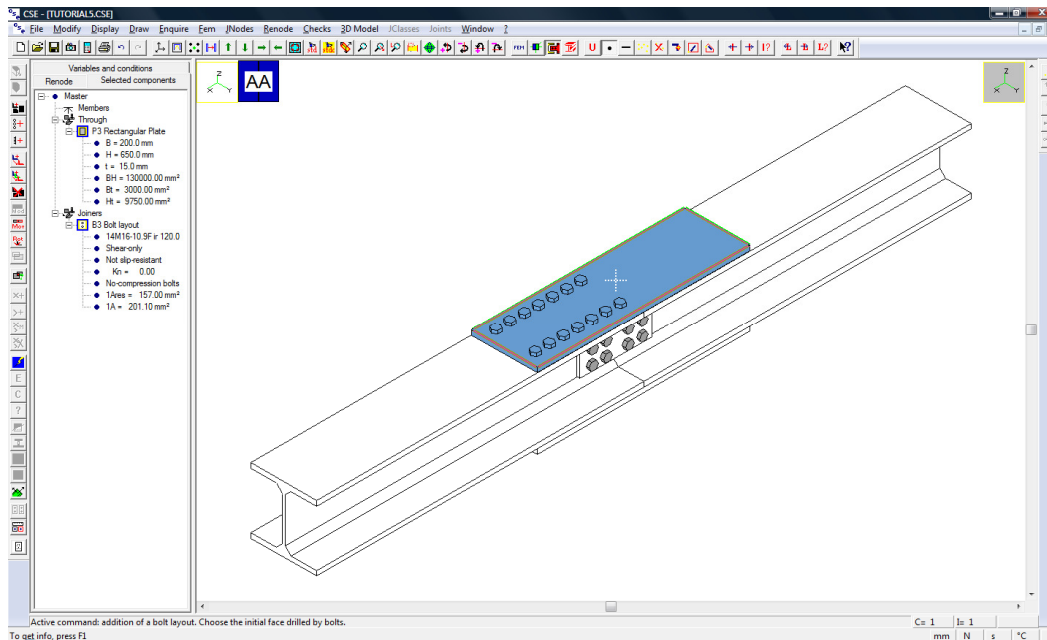 CSE - [TUTORIAL5.CSE]
File Modify Display Draw Enquire Fem JNodes Renode Checks 3D Model JClasses Joints Window ?
Variables and conditions
Renode Selected components
Master
Members
Through
P3 Rectangular Plate
B = 200.0 mm
H = 650.0 mm
t = 15.0 mm
BH = 130000.00 mm²
Bt = 3000.00 mm²
Ht = 9750.00 mm²
Joiners
B3 Bolt layout
14M16-10.9F ir 120.0
Shear-only
Not slip-resistant
Kn = 0.00
No-compression bolts
1Ares = 157.00 mm²
1A = 201.10 mm²
AA
Z
X Y
Z
X Y
Active command: addition of a bolt layout. Choose the initial face drilled by bolts.
C= 1 I= 1
To get info, press F1
mm N s °C